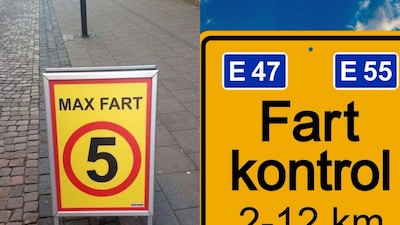 MAX FART
5
E 47 E 55
Fart
kontrol
2-12 km